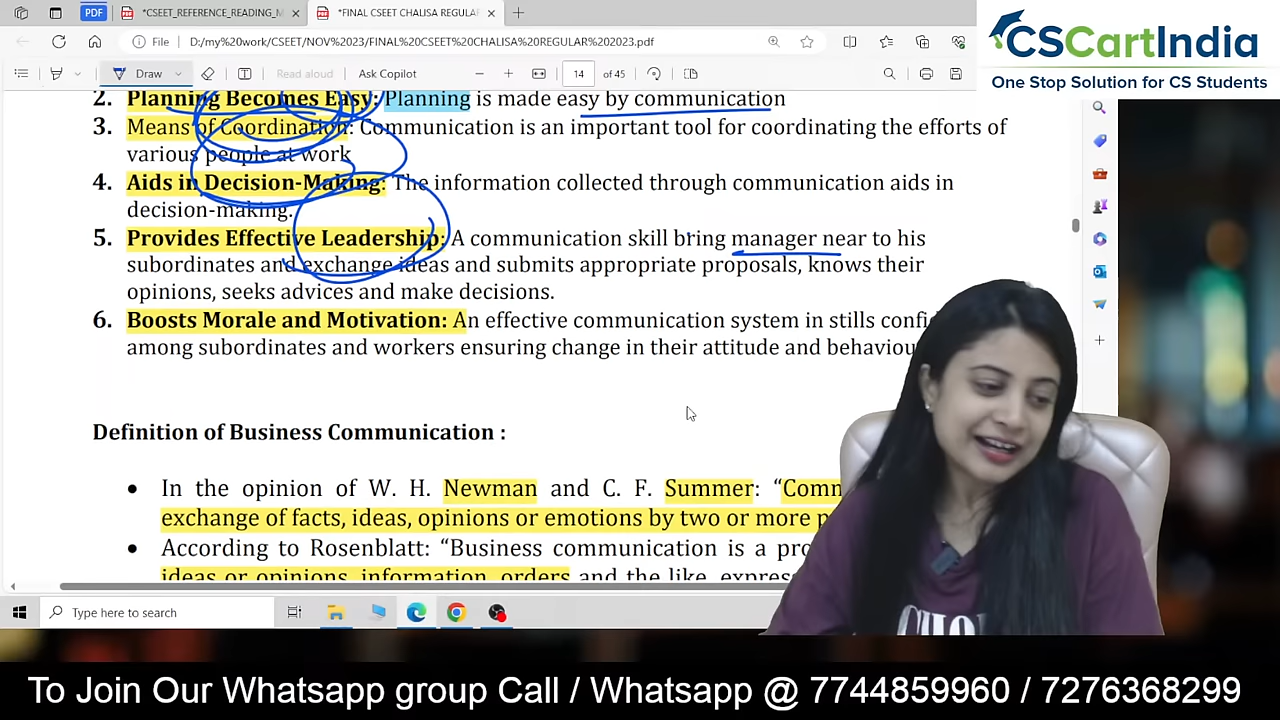 PDF
*CSEET_REFERENCE_READING_M
*FINAL CSEET CHALISA REGULAR
File
D:/my%20work/CSEET/NOV%2023/FINAL%20CSEET%20CHALISA%20REGULAR%202023.pdf
CSCartIndia
One Stop Solution for CS Students
Draw
Read aloud
Ask Copilot
14 of 45
2. Planning Becomes Easy: Planning is made easy by communication
3. Means of Coordination: Communication is an important tool for coordinating the efforts of
various people at work
4. Aids in Decision-Making: The information collected through communication aids in
decision-making.
5. Provides Effective Leadership: A communication skill bring manager near to his
subordinates and exchange ideas and submits appropriate proposals, knows their
opinions, seeks advices and make decisions.
6. Boosts Morale and Motivation: An effective communication system in stills
among subordinates and workers ensuring change in their attitude and
Definition of Business Communication :
• In the opinion of W. H. Newman and C. F. Summer: “
exchange of facts, ideas, opinions or emotions by two or more
• According to Rosenblatt: “Business communication is a
ideas or opinions, information, orders and the like,
Type here to search
To Join Our Whatsapp group Call / Whatsapp @ 7744859960 / 7276368299